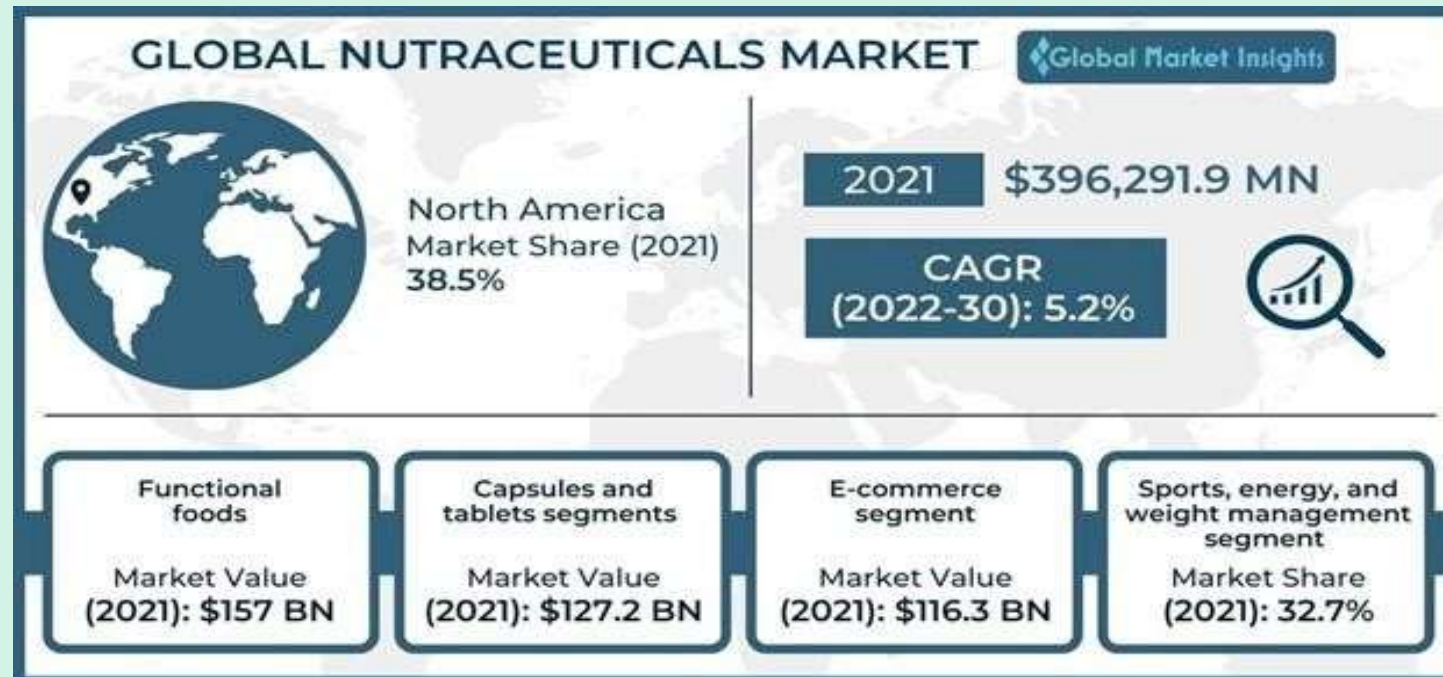 GLOBAL NUTRACEUTICALS MARKET
Global Market Insights
North America
Market Share (2021)
38.5%
2021
$396,291.9 MN
CAGR
(2022-30): 5.2%
Functional
foods
Market Value
(2021): $157 BN
Capsules and
tablets segments
Market Value
(2021): $127.2 BN
E-commerce
segment
Market Value
(2021): $116.3 BN
Sports, energy, and
weight management
segment
Market Share
(2021): 32.7%